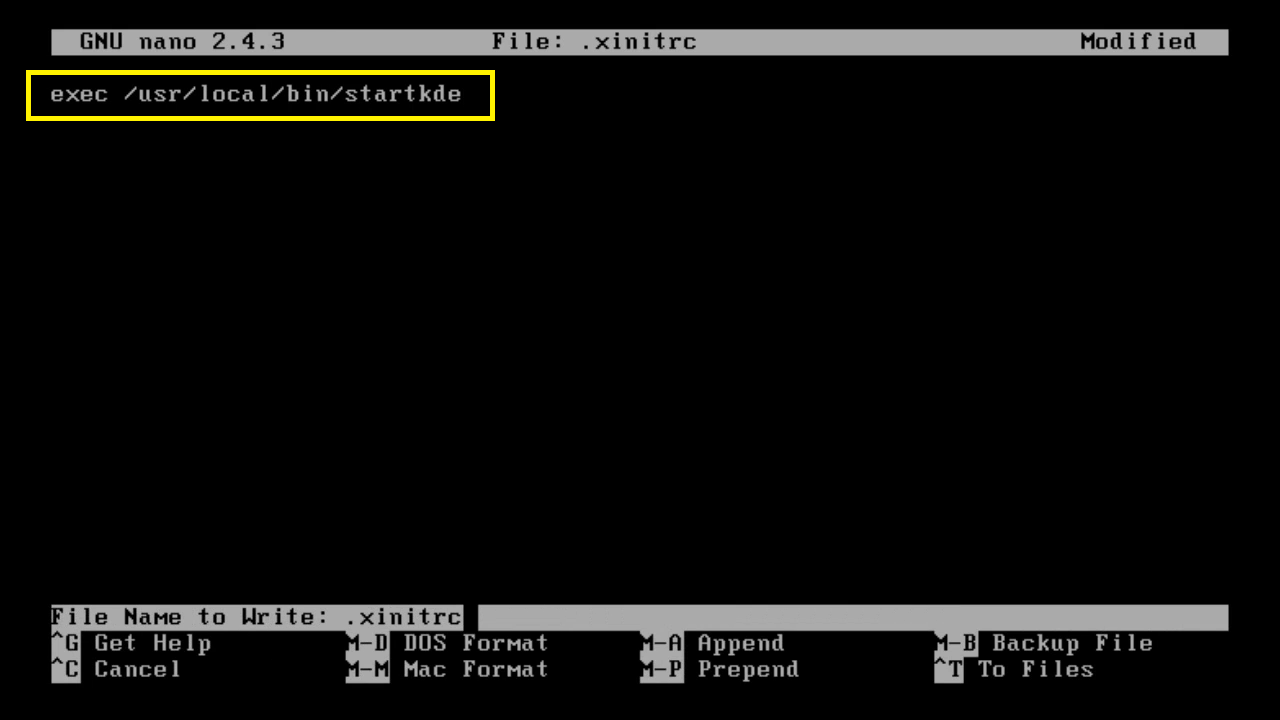 GNU nano 2.4.3 File: .xinitrc Modified
exec /usr/local/bin/startkde
File Name to Write: .xinitrc
^G Get Help M-D DOS Format M-A Append M-B Backup File
^C Cancel M-M Mac Format M-P Prepend ^T To Files